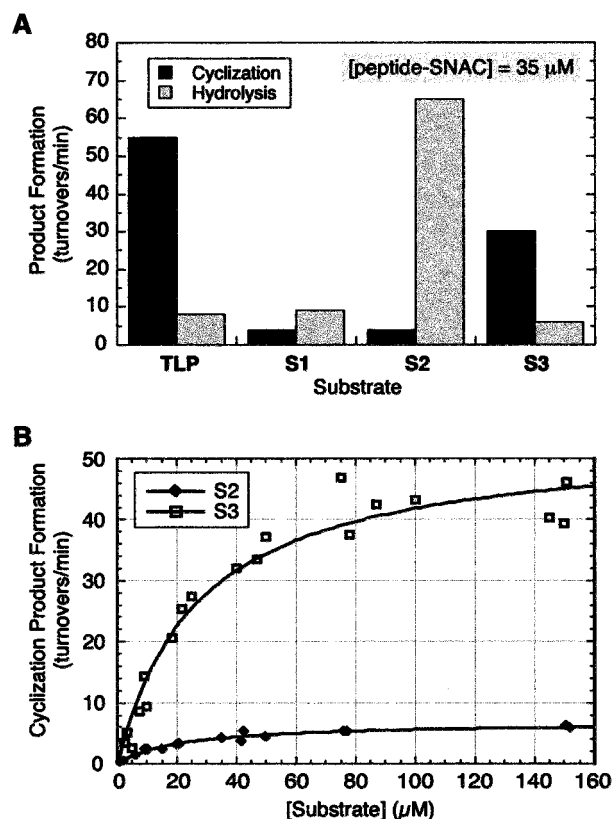 A
80
70
60
50
40
30
20
10
0
Product Formation
(turnovers/min)
Cyclization
Hydrolysis
[peptide-SNAC] = 35 µM
TLP S1 S2 S3
Substrate
B
50
40
30
20
10
0
Cyclization Product Formation
(turnovers/min)
S2
S3
0 20 40 60 80 100 120 140 160
[Substrate] (µM)